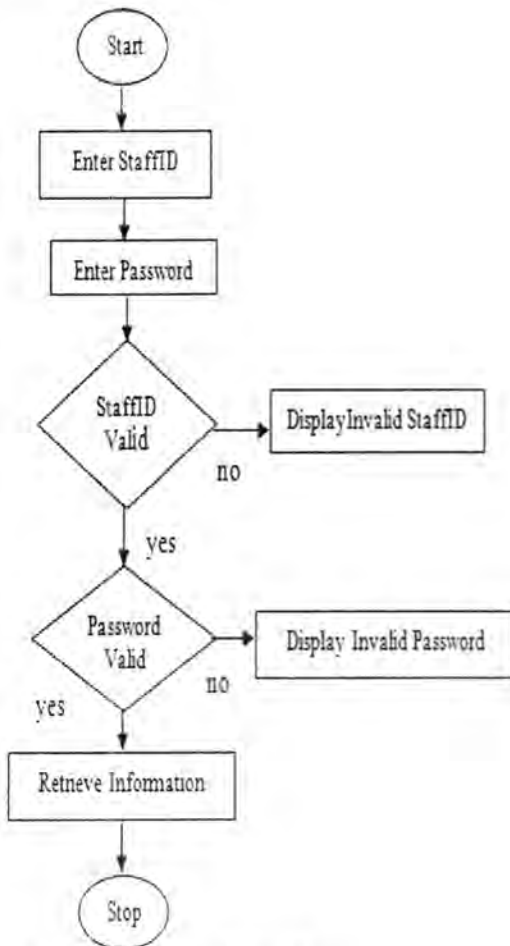 Start
Enter StaffID
Enter Password
StaffID
Valid
DisplayInvalid StaffID
no
yes
Password
Valid
Display Invalid Password
no
yes
Retrieve Information
Stop